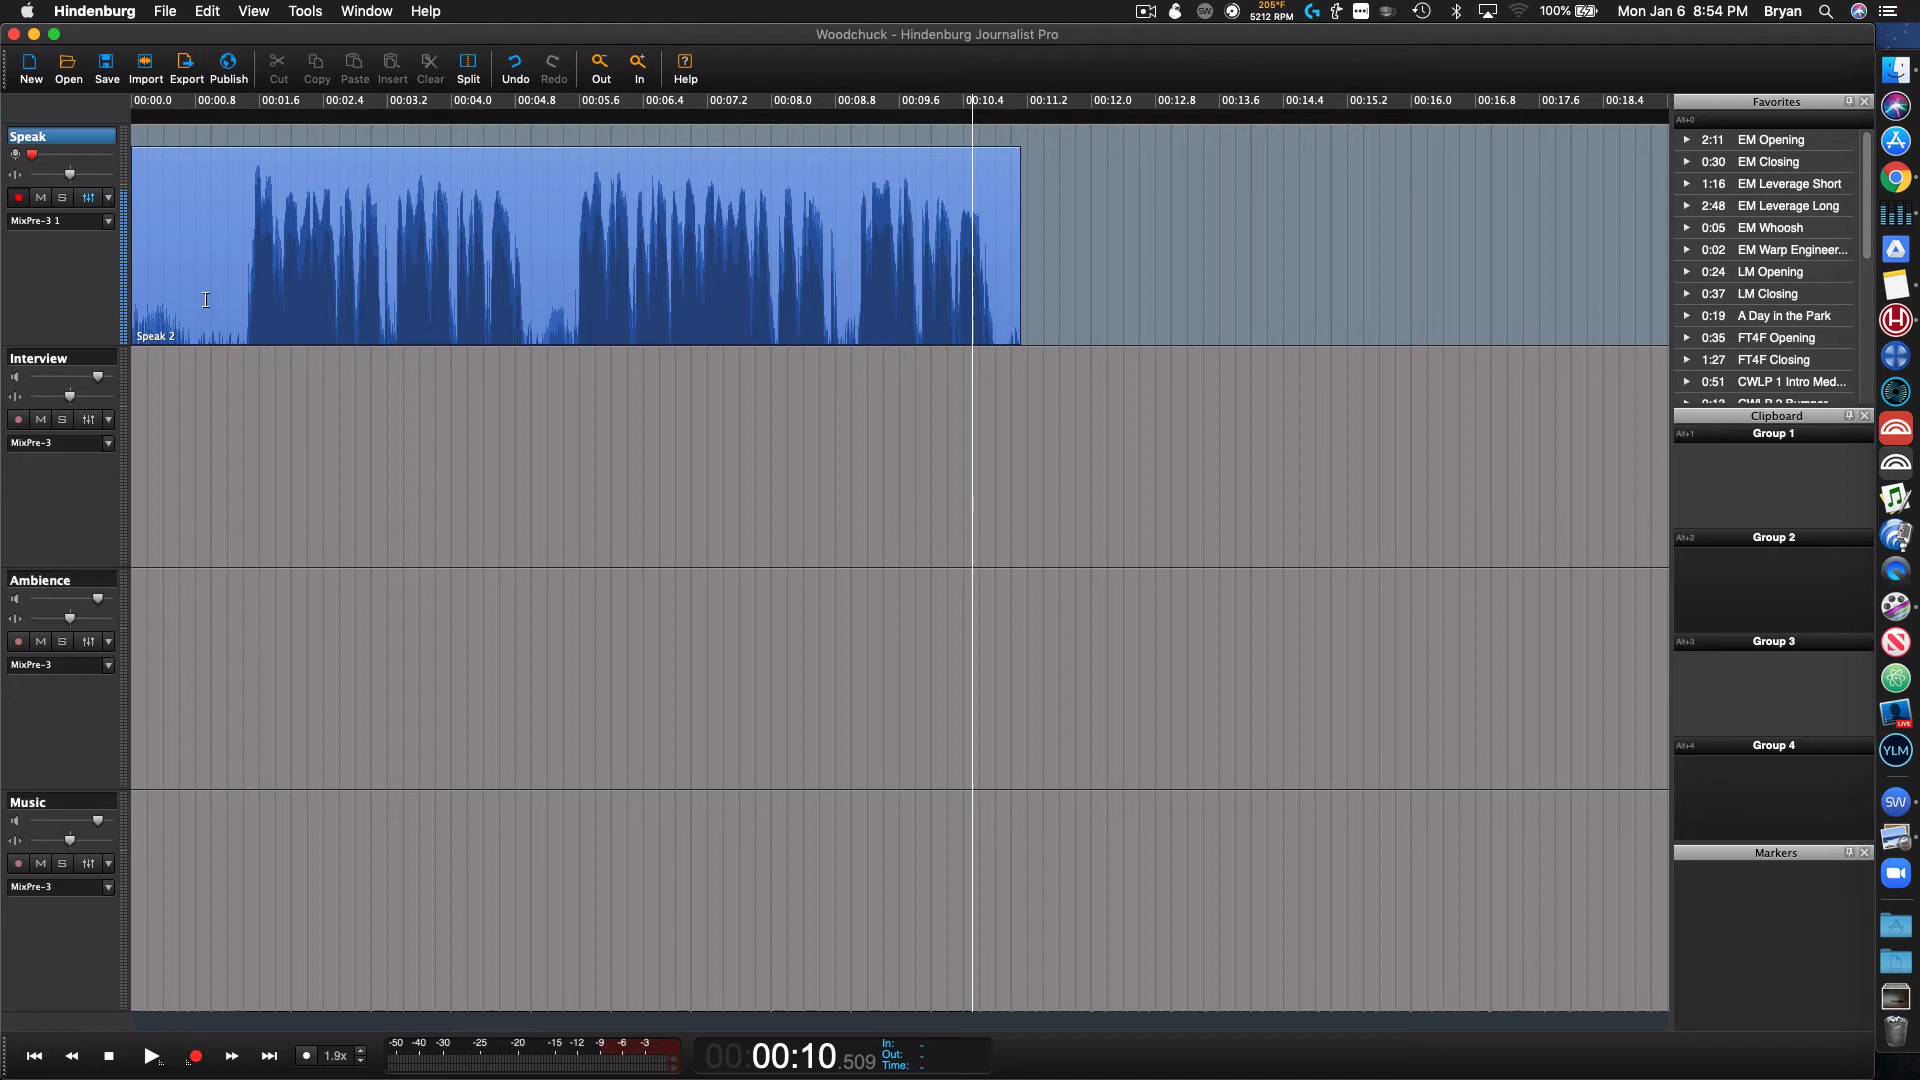 Hindenburg File Edit View Tools Window Help
205°F
5212 RPM
100% Mon Jan 6 8:54 PM Bryan
Woodchuck - Hindenburg Journalist Pro
New Open Save Import Export Publish Cut Copy Paste Insert Clear Split Undo Redo Out In Help
00:00.0 00:00.8 00:01.6 00:02.4 00:03.2 00:04.0 00:04.8 00:05.6 00:06.4 00:07.2 00:08.0 00:08.8 00:09.6 00:10.4 00:11.2 00:12.0 00:12.8 00:13.6 00:14.4 00:15.2 00:16.0 00:16.8 00:17.6 00:18.4
Speak
M S
MixPre-3 1
Speak 2
Interview
M S
MixPre-3
Ambience
M S
MixPre-3
Music
M S
MixPre-3
Favorites
Alt+0
2:11 EM Opening
0:30 EM Closing
1:16 EM Leverage Short
2:48 EM Leverage Long
0:05 EM Whoosh
0:02 EM Warp Engineer...
0:24 LM Opening
0:37 LM Closing
0:19 A Day in the Park
0:35 FT4F Opening
1:27 FT4F Closing
0:51 CWLP 1 Intro Med...
Clipboard
Alt+1 Group 1
Alt+2 Group 2
Alt+3 Group 3
Alt+4 Group 4
Markers
LIVE
YLM
SW
1.9x
-50 -40 -30 -25 -20 -15 -12 -9 -6 -3
00:00:10.509
In: -
Out: -
Time: -